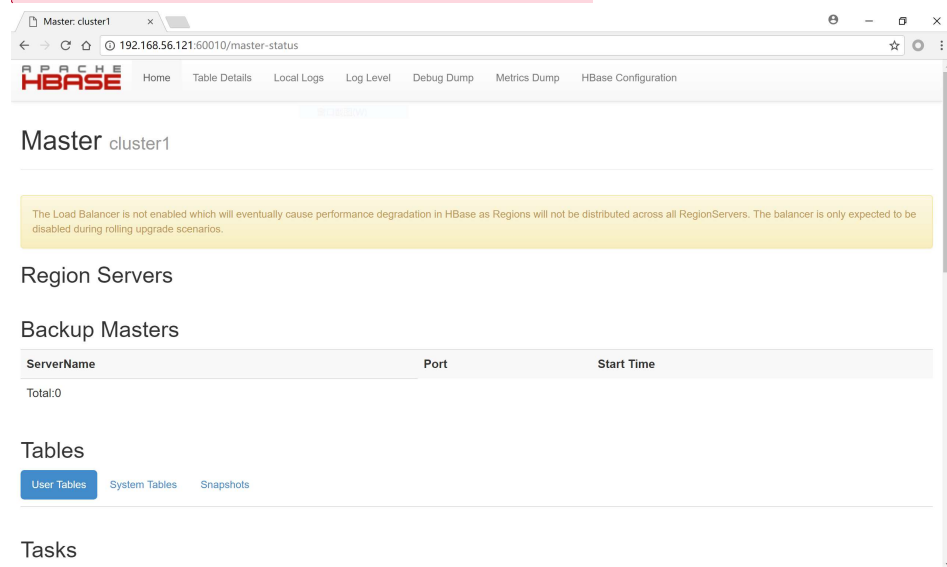 Master: cluster1
192.168.56.121:60010/master-status
APACHE
HBASE
Home Table Details Local Logs Log Level Debug Dump Metrics Dump HBase Configuration
Master cluster1
The Load Balancer is not enabled which will eventually cause performance degradation in HBase as Regions will not be distributed across all RegionServers. The balancer is only expected to be
disabled during rolling upgrade scenarios.
Region Servers
Backup Masters
ServerName Port Start Time
Total:0
Tables
User Tables System Tables Snapshots
Tasks